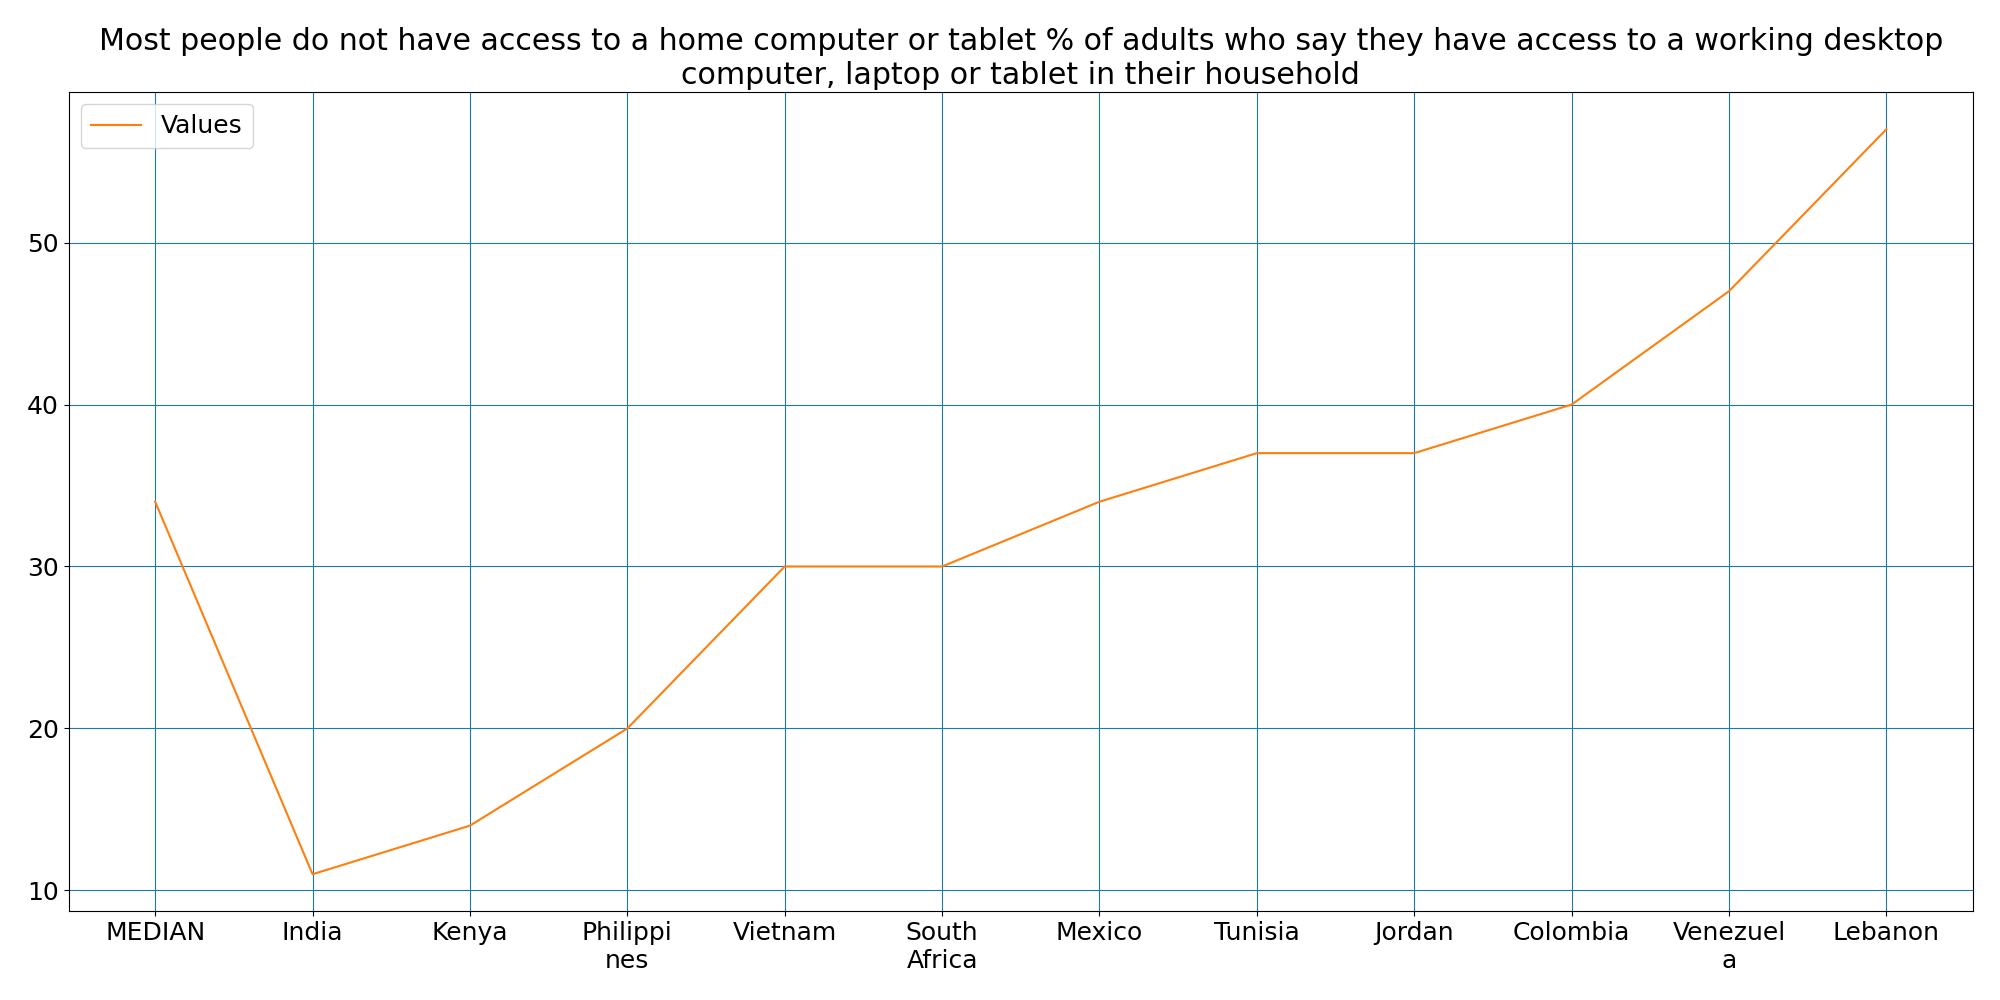 Most people do not have access to a home computer or tablet % of adults who say they have access to a working desktop
computer, laptop or tablet in their household
Values
50
40
30
20
10
MEDIAN
India
Kenya
Philippi
nes
Vietnam
South
Africa
Mexico
Tunisia
Jordan
Colombia
Venezuel
a
Lebanon